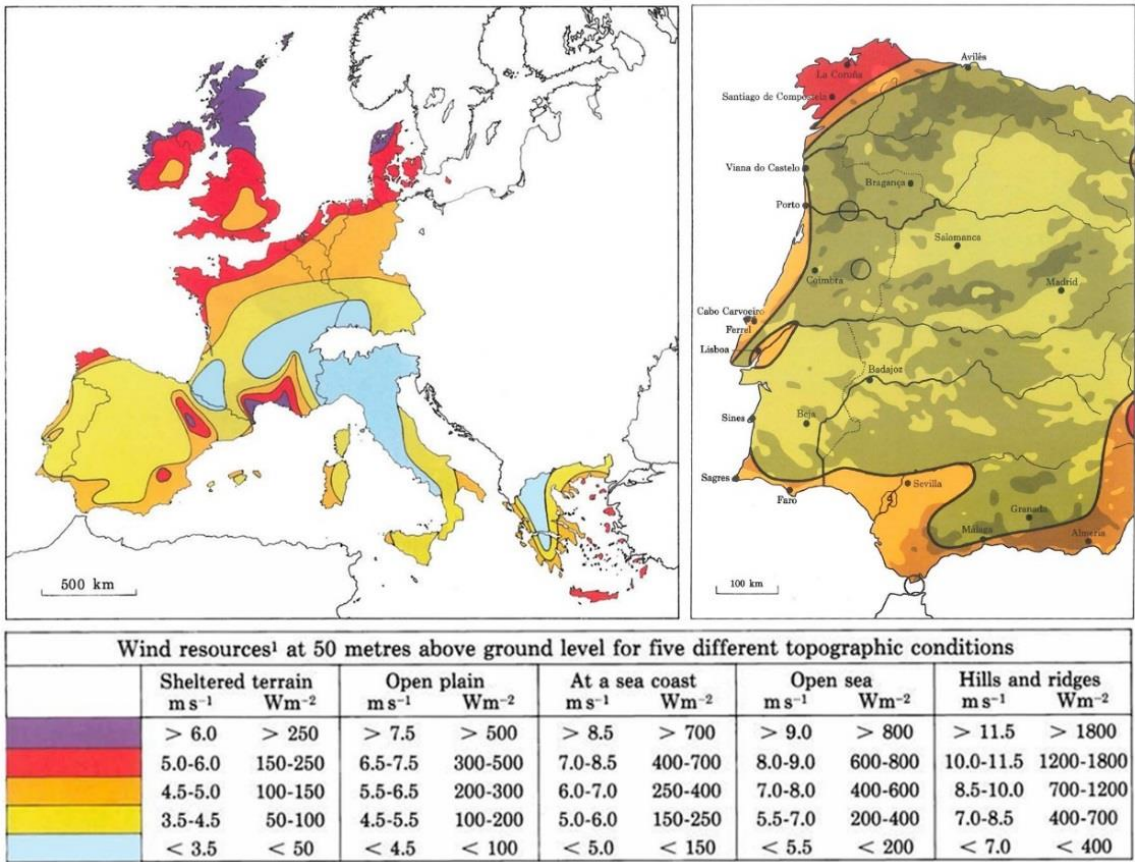 500 km
Avilés
La Coruña
Santiago de Compostela
Viana do Castelo
Bragança
Porto
Salamanca
Coimbra
Madrid
Cabo Carvoeiro
Ferrel
Lisboa
Badajoz
Sines
Beja
Sagres
Faro
Sevilla
Granada
Málaga
Almería
100 km
Wind resources¹ at 50 metres above ground level for five different topographic conditions
Sheltered terrain Open plain At a sea coast Open sea Hills and ridges
m s⁻¹ Wm⁻² m s⁻¹ Wm⁻² m s⁻¹ Wm⁻² m s⁻¹ Wm⁻² m s⁻¹ Wm⁻²
> 6.0 > 250 > 7.5 > 500 > 8.5 > 700 > 9.0 > 800 > 11.5 > 1800
5.0-6.0 150-250 6.5-7.5 300-500 7.0-8.5 400-700 8.0-9.0 600-800 10.0-11.5 1200-1800
4.5-5.0 100-150 5.5-6.5 200-300 6.0-7.0 250-400 7.0-8.0 400-600 8.5-10.0 700-1200
3.5-4.5 50-100 4.5-5.5 100-200 5.0-6.0 150-250 5.5-7.0 200-400 7.0-8.5 400-700
< 3.5 < 50 < 4.5 < 100 < 5.0 < 150 < 5.5 < 200 < 7.0 < 400